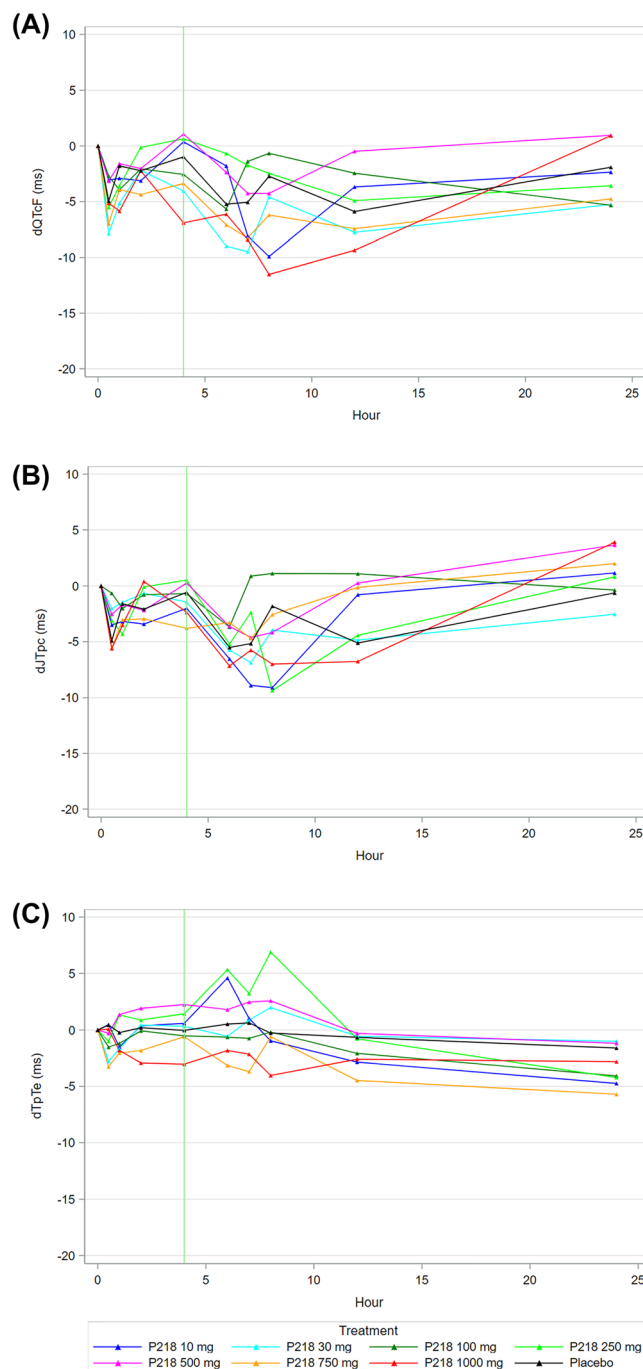 (A)
10
5
0
-5
-10
-15
-20
dQTcF (ms)
0 5 10 15 20 25
Hour
(B)
10
5
0
-5
-10
-15
-20
dJTpc (ms)
0 5 10 15 20 25
Hour
(C)
10
5
0
-5
-10
-15
-20
dTpTe (ms)
0 5 10 15 20 25
Hour
Treatment
P218 10 mg P218 30 mg P218 100 mg P218 250 mg
P218 500 mg P218 750 mg P218 1000 mg Placebo